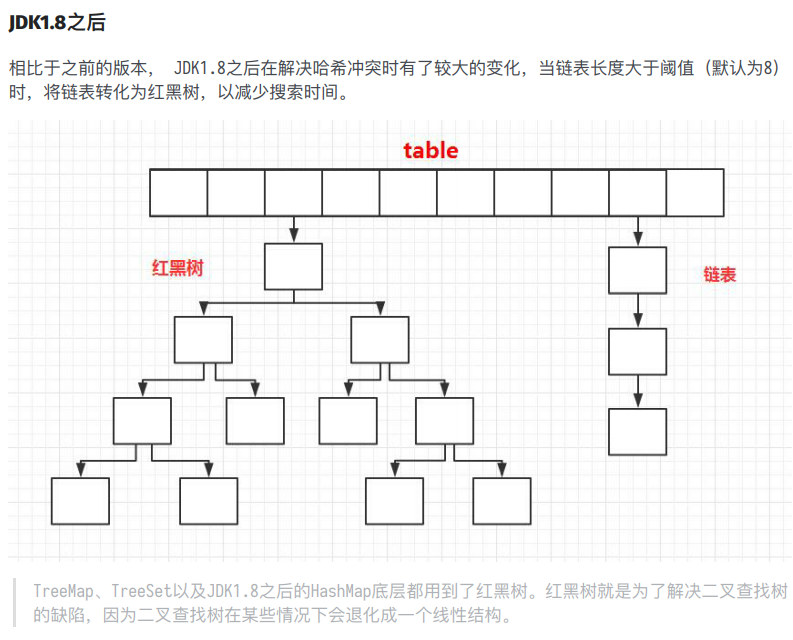 JDK1.8之后
相比于之前的版本， JDK1.8之后在解决哈希冲突时有了较大的变化，当链表长度大于阈值（默认为8）
时，将链表转化为红黑树，以减少搜索时间。
table
红黑树
链表
TreeMap、TreeSet以及JDK1.8之后的HashMap底层都用到了红黑树。红黑树就是为了解决二叉查找树
的缺陷，因为二叉查找树在某些情况下会退化成一个线性结构。